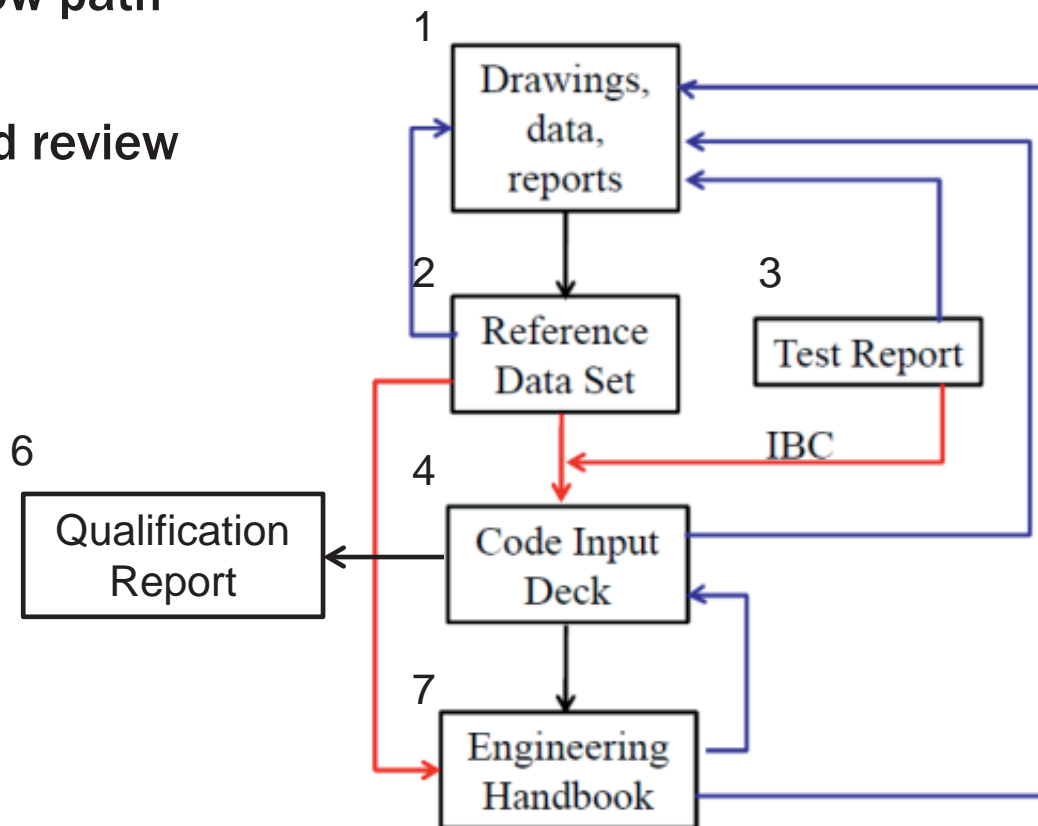 ow path
d review
1
Drawings,
data,
reports
2
Reference
Data Set
3
Test Report
IBC
6
Qualification
Report
4
Code Input
Deck
7
Engineering
Handbook